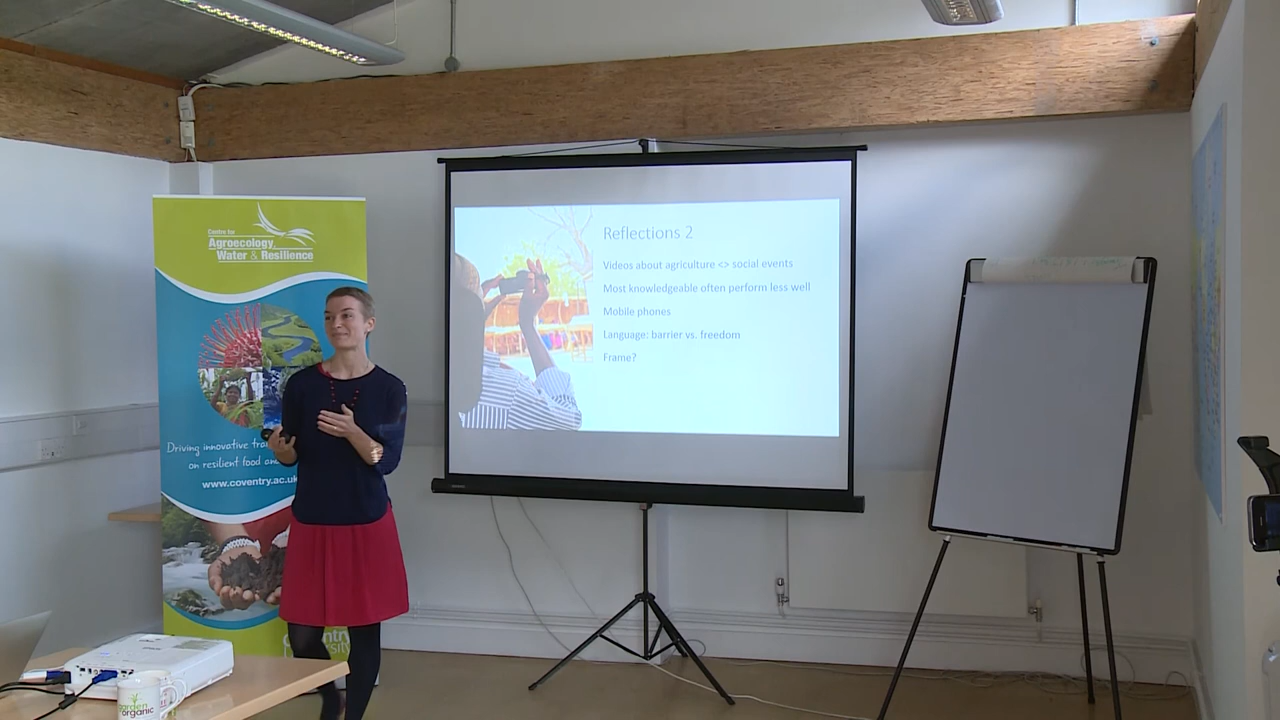 Centre for
Agroecology,
Water & Resilience
Driving innovative
on resilient food
www.coventry.ac.uk
Reflections 2
Videos about agriculture <> social events
Most knowledgeable often perform less well
Mobile phones
Language: barrier vs. freedom
Frame?
garden
organic